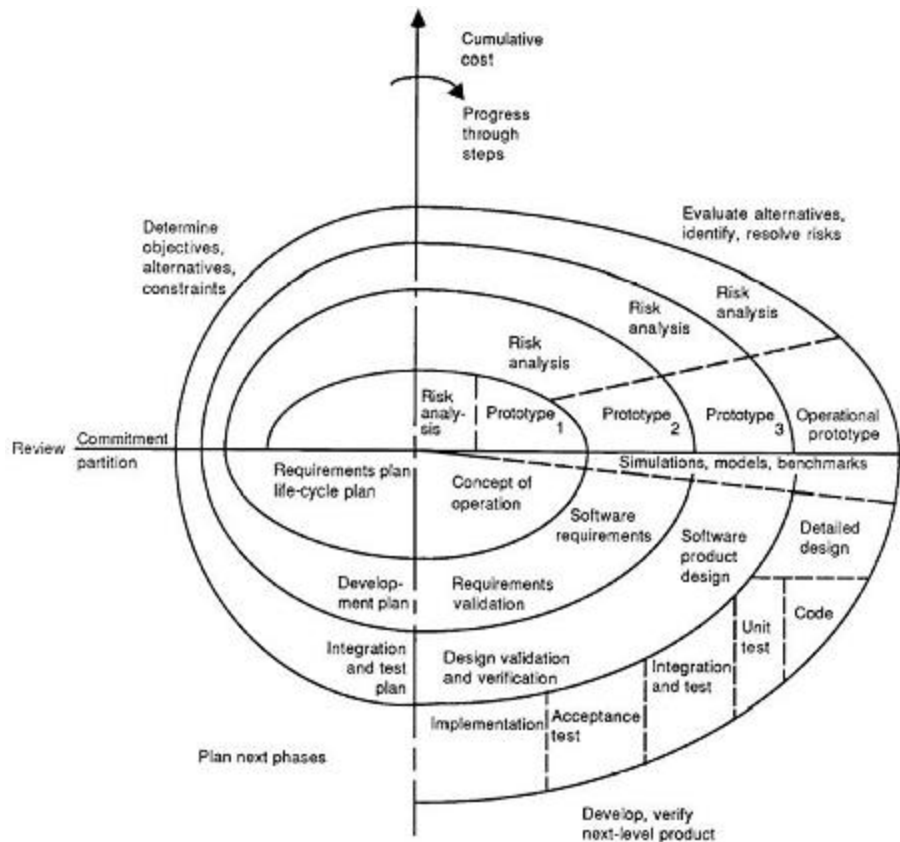 Cumulative
cost
Progress
through
steps
Determine
objectives,
alternatives,
constraints
Evaluate alternatives,
identify, resolve risks
Risk
analysis
Risk
analysis
Risk
analysis
Risk
analy-
sis
Prototype
1
Prototype
2
Prototype
3
Operational
prototype
Review
Commitment
partition
Simulations, models, benchmarks
Requirements plan
life-cycle plan
Concept of
operation
Software
requirements
Software
product
design
Detailed
design
Develop-
ment plan
Requirements
validation
Code
Unit
test
Integration
and test
plan
Design validation
and verification
Integration
and test
Implementation
Acceptance
test
Plan next phases
Develop, verify
next-level product